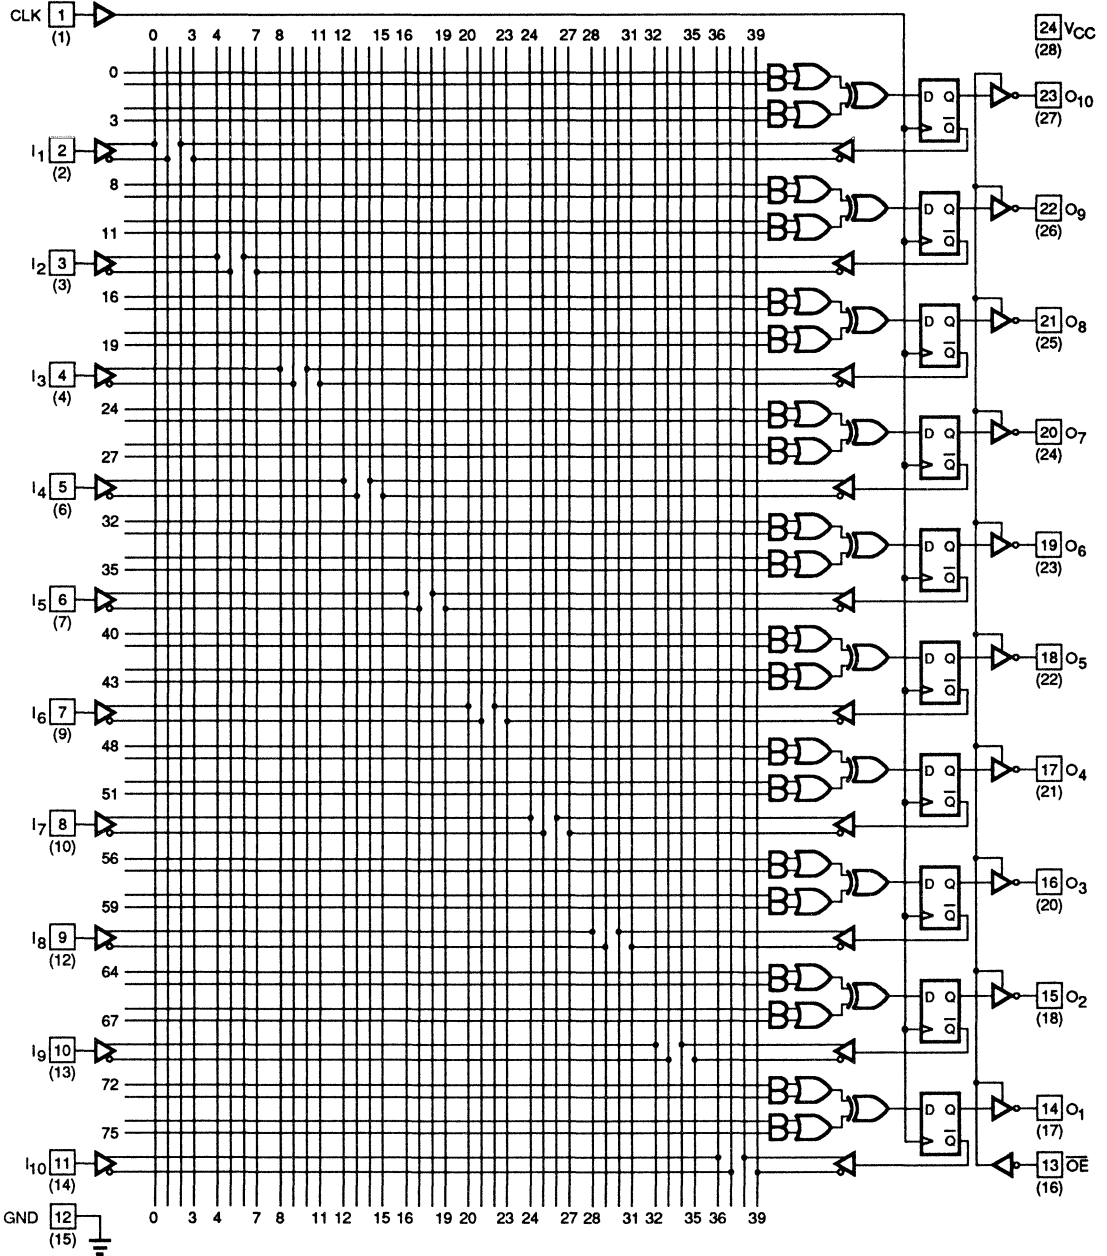 CLK 1 (1)
24 VCC (28)
0 3 4 7 8 11 12 15 16 19 20 23 24 27 28 31 32 35 36 39
0
3
D Q
Q̅
23 O10
(27)
I1 2
(2)
8
11
D Q
Q̅
22 O9
(26)
I2 3
(3)
16
19
D Q
Q̅
21 O8
(25)
I3 4
(4)
24
27
D Q
Q̅
20 O7
(24)
I4 5
(6)
32
35
D Q
Q̅
19 O6
(23)
I5 6
(7)
40
43
D Q
Q̅
18 O5
(22)
I6 7
(9)
48
51
D Q
Q̅
17 O4
(21)
I7 8
(10)
56
59
D Q
Q̅
16 O3
(20)
I8 9
(12)
64
67
D Q
Q̅
15 O2
(18)
I9 10
(13)
72
75
D Q
Q̅
14 O1
(17)
I10 11
(14)
13 O̅E̅
(16)
GND 12
(15)
0 3 4 7 8 11 12 15 16 19 20 23 24 27 28 31 32 35 36 39